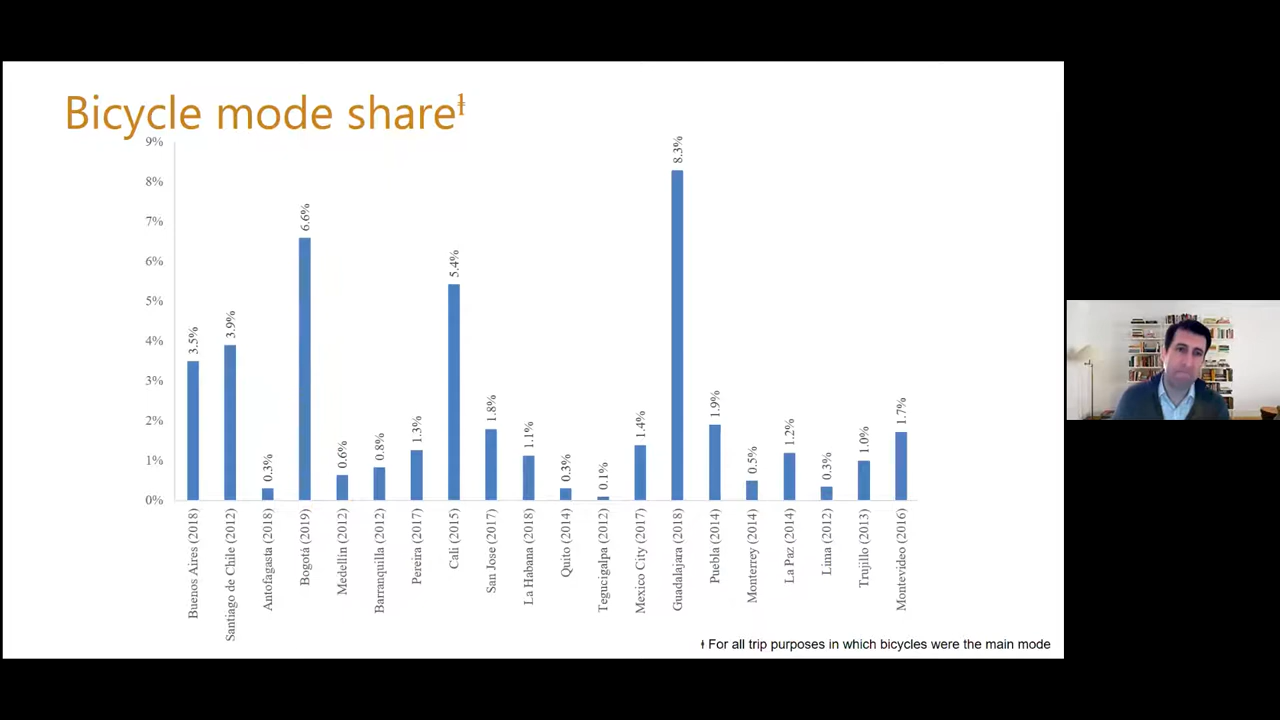 Bicycle mode shareƚ
9%
8%
7%
6%
5%
4%
3%
2%
1%
0%
3.5%
3.9%
0.3%
6.6%
0.6%
0.8%
1.3%
5.4%
1.8%
1.1%
0.3%
0.1%
1.4%
8.3%
1.9%
0.5%
1.2%
0.3%
1.0%
1.7%
Buenos Aires (2018)
Santiago de Chile (2012)
Antofagasta (2018)
Bogotá (2019)
Medellin (2012)
Barranquilla (2012)
Pereira (2017)
Cali (2015)
San Jose (2017)
La Habana (2018)
Quito (2014)
Tegucigalpa (2012)
Mexico City (2017)
Guadalajara (2018)
Puebla (2014)
Monterrey (2014)
La Paz (2014)
Lima (2012)
Trujillo (2013)
Montevideo (2016)
ƚ For all trip purposes in which bicycles were the main mode